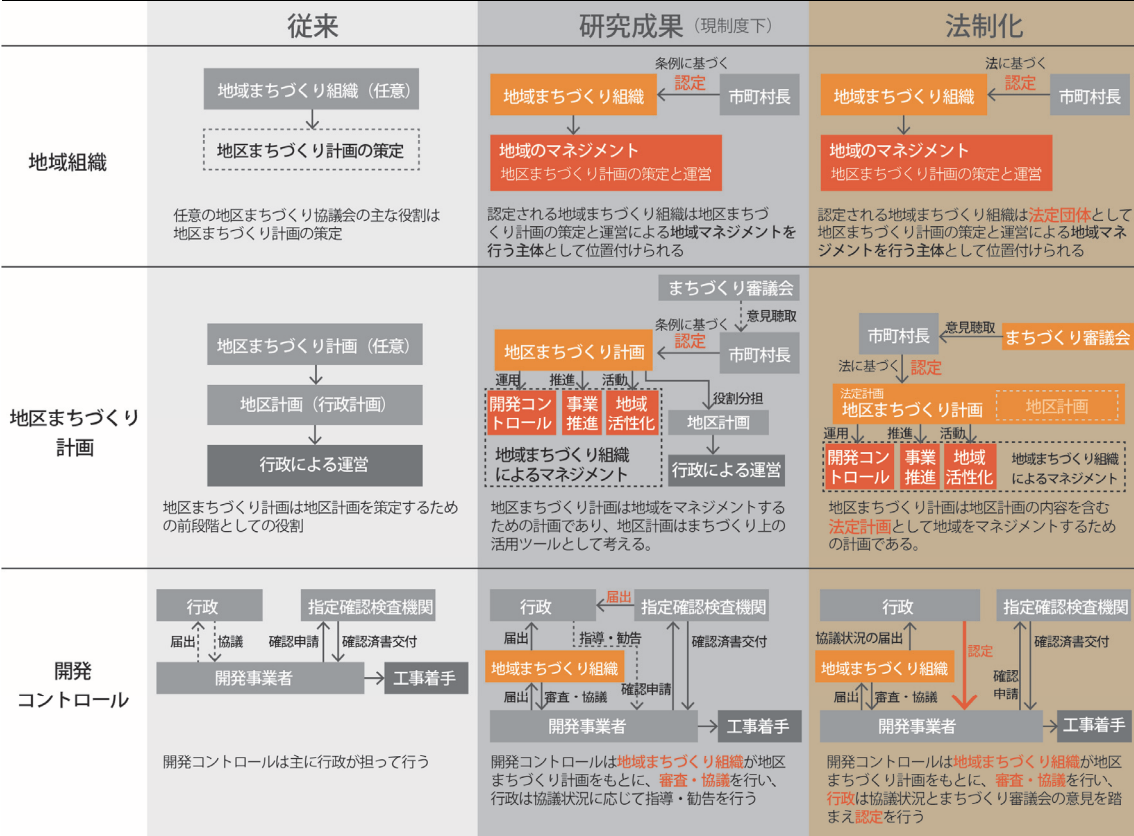 従来
研究成果（現制度下）
法制化
地域組織
地域まちづくり組織（任意）
地区まちづくり計画の策定
任意の地区まちづくり協議会の主な役割は
地区まちづくり計画の策定
条例に基づく
地域まちづくり組織
認定
市町村長
地域のマネジメント
地区まちづくり計画の策定と運営
認定される地域まちづくり組織は地区まちづ
くり計画の策定と運営による地域マネジメントを
行う主体として位置付けられる
法に基づく
地域まちづくり組織
認定
市町村長
地域のマネジメント
地区まちづくり計画の策定と運営
認定される地域まちづくり組織は法定団体として
地区まちづくり計画の策定と運営による地域マネ
ジメントを行う主体として位置付けられる
地区まちづくり
計画
地区まちづくり計画（任意）
地区計画（行政計画）
行政による運営
地区まちづくり計画は地区計画を策定するため
の前段階としての役割
まちづくり審議会
意見聴取
条例に基づく
地区まちづくり計画
認定
市町村長
運用
推進
活動
役割分担
開発コン
トロール
事業
推進
地域
活性化
地区計画
地域まちづくり組織
によるマネジメント
行政による運営
地区まちづくり計画は地域をマネジメントする
ための計画であり、地区計画はまちづくり上の
活用ツールとして考える。
市町村長
意見聴取
まちづくり審議会
法に基づく
認定
法定計画
地区まちづくり計画
地区計画
運用
推進
活動
開発コン
トロール
事業
推進
地域
活性化
地域まちづくり組織
によるマネジメント
地区まちづくり計画は地区計画の内容を含む
法定計画として地域をマネジメントするため
の計画である。
開発
コントロール
行政
指定確認検査機関
届出
協議
確認申請
確認済書交付
開発事業者
工事着手
開発コントロールは主に行政が担って行う
行政
届出
指定確認検査機関
届出
指導・勧告
確認済書交付
地域まちづくり組織
届出
審査・協議
確認申請
開発事業者
工事着手
開発コントロールは地域まちづくり組織が地区
まちづくり計画をもとに、審査・協議を行い、
行政は協議状況に応じて指導・勧告を行う
行政
指定確認検査機関
協議状況の届出
認定
確認済書交付
地域まちづくり組織
届出
審査・協議
確認
申請
開発事業者
工事着手
開発コントロールは地域まちづくり組織が地区
まちづくり計画をもとに、審査・協議を行い、
行政は協議状況とまちづくり審議会の意見を踏
まえ認定を行う